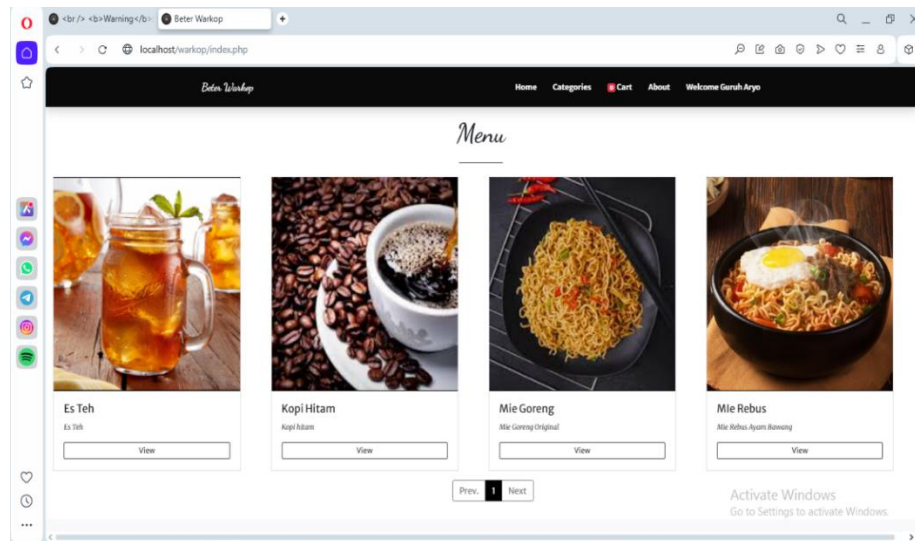 <br /> <b>Warning</b>
Beter Warkop
localhost/warkop/index.php
Beter Warkop
Home Categories Cart About Welcome Guruh Aryo
Menu
Es Teh
Es Teh
View
Kopi Hitam
Kopi hitam
View
Mie Goreng
Mie Goreng Original
View
MIe Rebus
Mie Rebus Ayam Bawang
View
Prev. 1 Next
Activate Windows
Go to Settings to activate Windows.